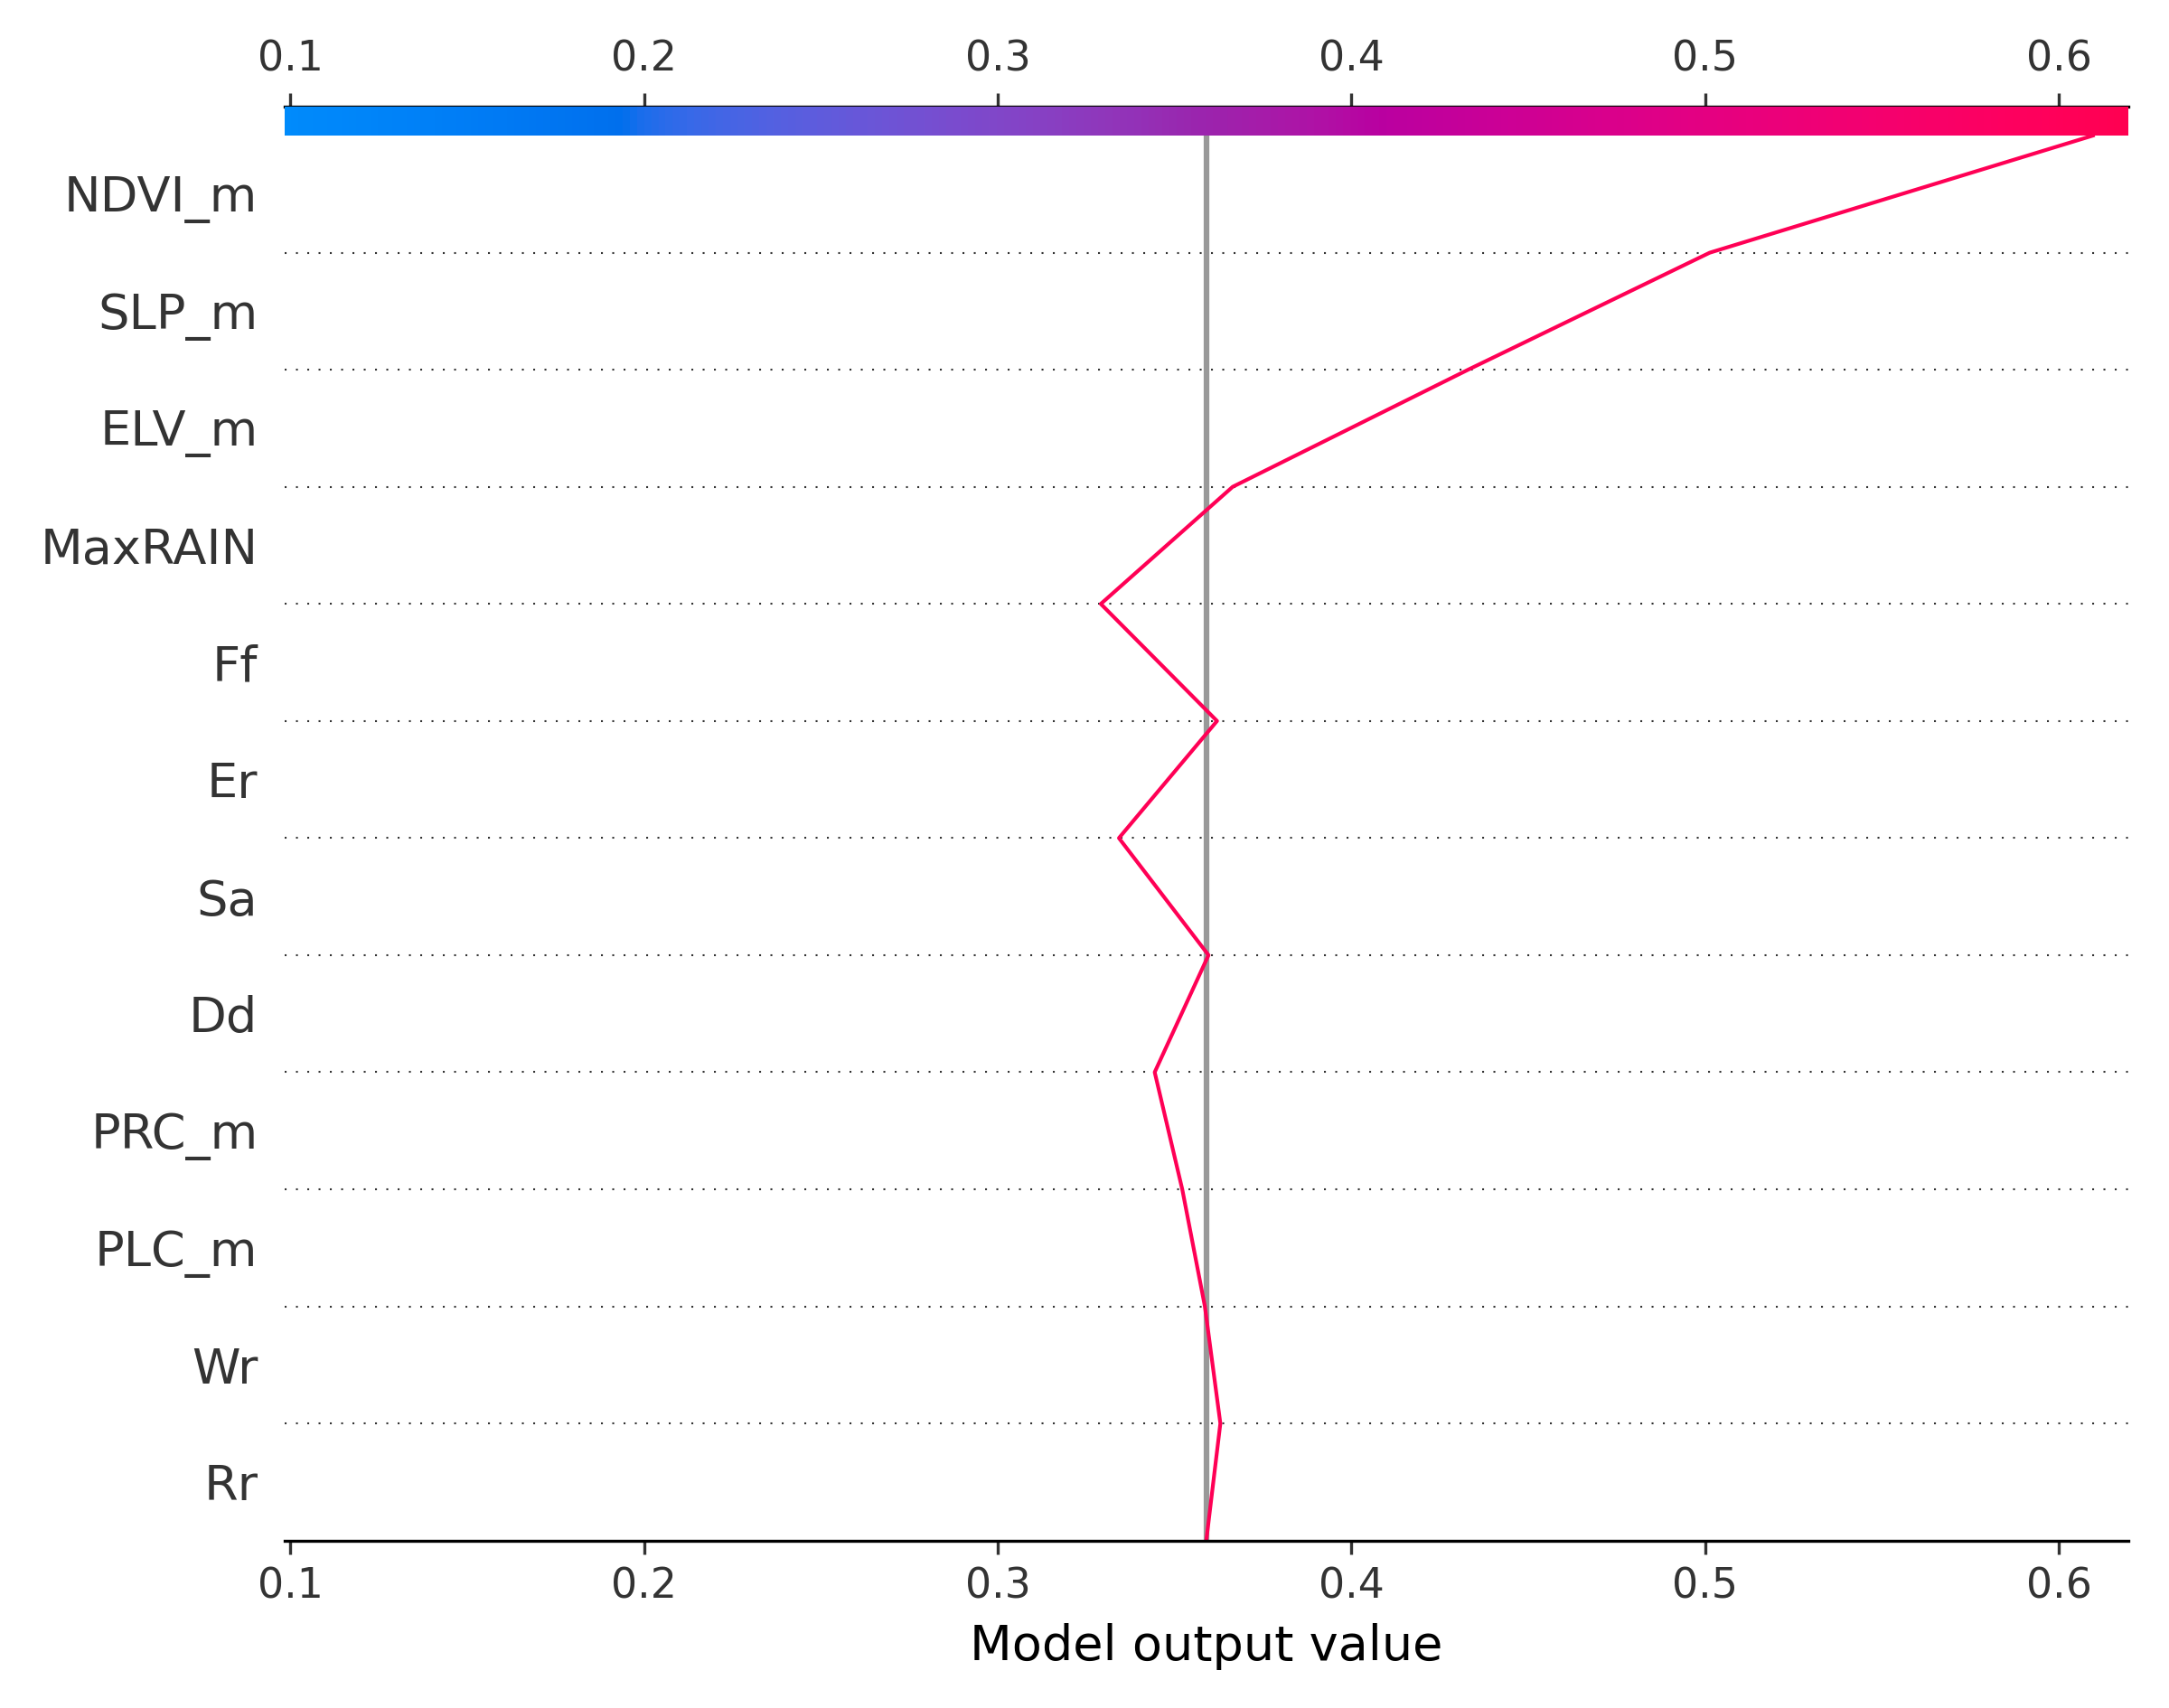 0.1 0.2 0.3 0.4 0.5 0.6
NDVI_m
SLP_m
ELV_m
MaxRAIN
Ff
Er
Sa
Dd
PRC_m
PLC_m
Wr
Rr
0.1 0.2 0.3 0.4 0.5 0.6
Model output value